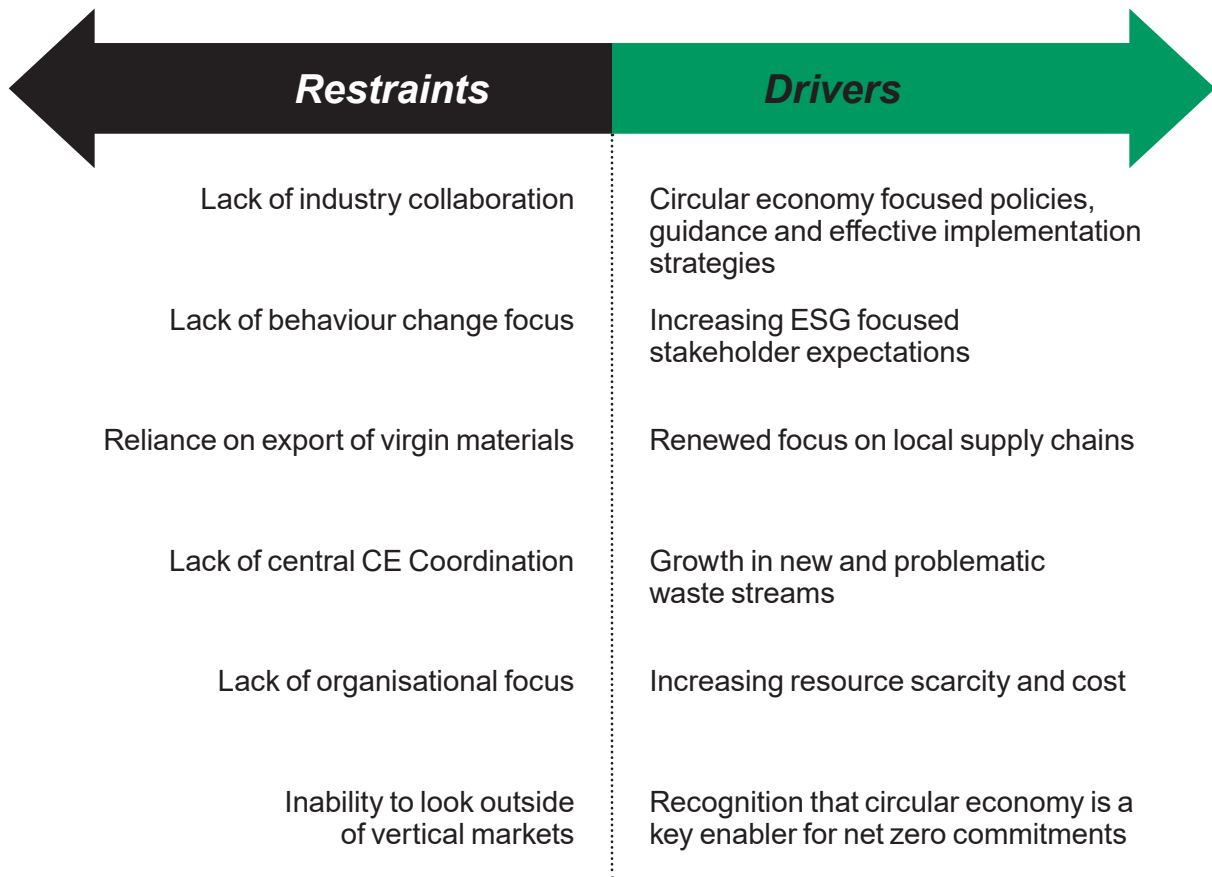 Restraints
Drivers
Lack of industry collaboration
Circular economy focused policies,
guidance and effective implementation
strategies
Lack of behaviour change focus
Increasing ESG focused
stakeholder expectations
Reliance on export of virgin materials
Renewed focus on local supply chains
Lack of central CE Coordination
Growth in new and problematic
waste streams
Lack of organisational focus
Increasing resource scarcity and cost
Inability to look outside
of vertical markets
Recognition that circular economy is a
key enabler for net zero commitments